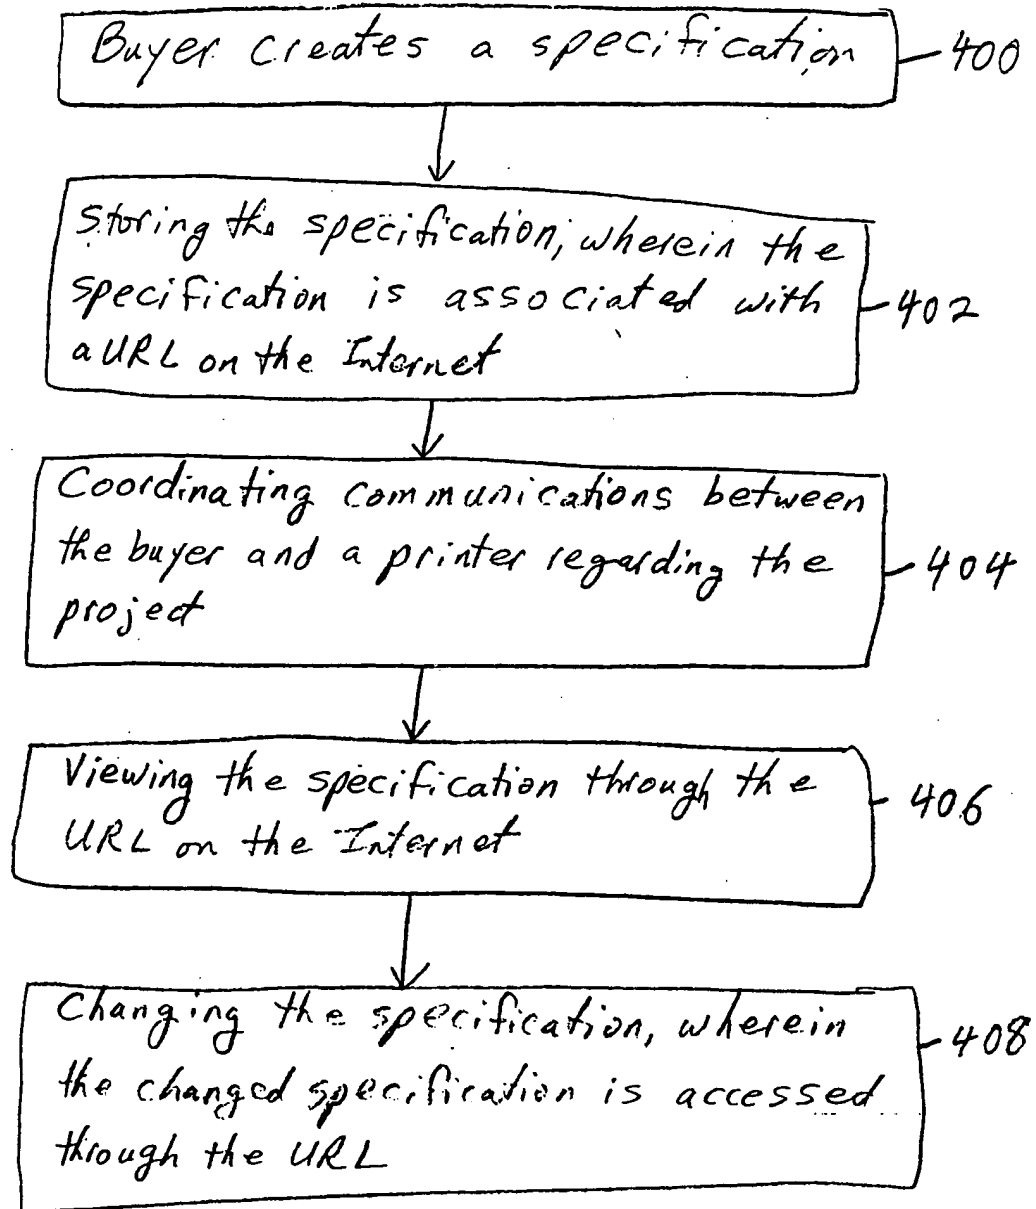 Buyer creates a specification 400
Storing the specification, wherein the
specification is associated with 402
a URL on the Internet
Coordinating communications between
the buyer and a printer regarding the 404
project
Viewing the specification through the 406
URL on the Internet
Changing the specification, wherein 408
the changed specification is accessed
through the URL